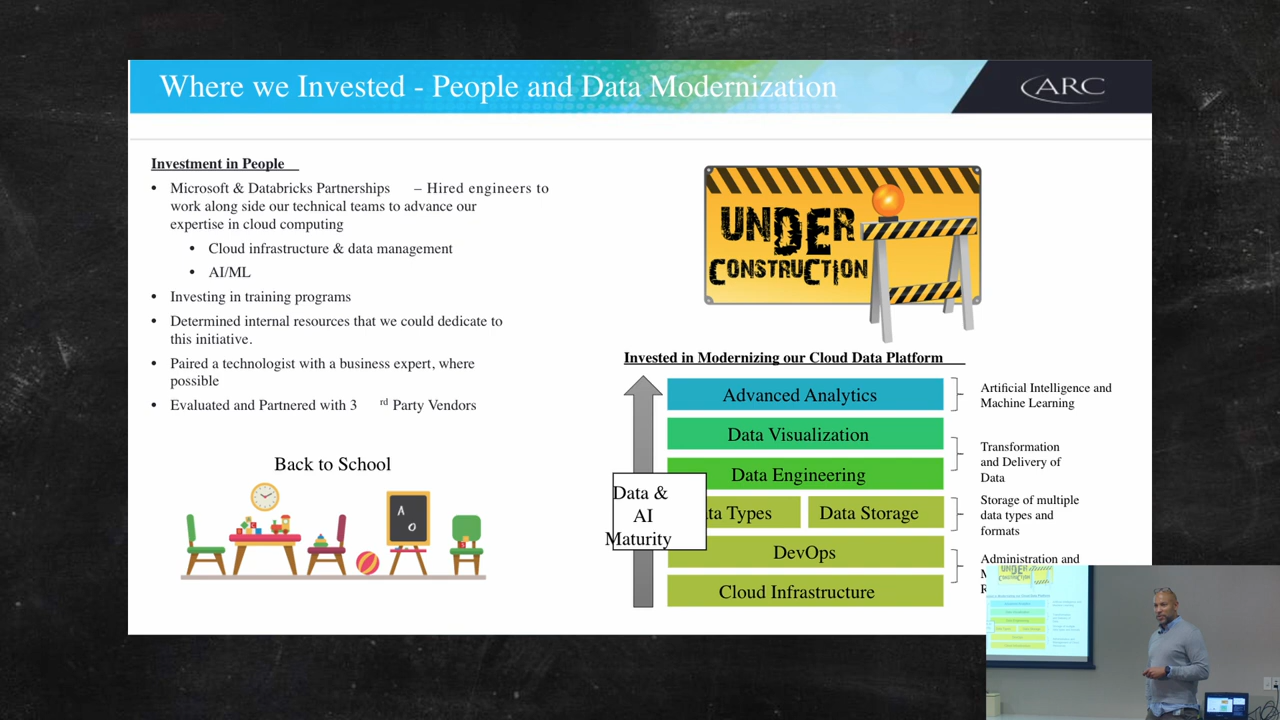 Where we Invested - People and Data Modernization
ARC
Investment in People
• Microsoft & Databricks Partnerships – Hired engineers to
work along side our technical teams to advance our
expertise in cloud computing
• Cloud infrastructure & data management
• AI/ML
• Investing in training programs
• Determined internal resources that we could dedicate to
this initiative.
• Paired a technologist with a business expert, where
possible
• Evaluated and Partnered with 3 rd Party Vendors
Back to School
A
O
UNDER
CONSTRUCTION
Invested in Modernizing our Cloud Data Platform
Data &
AI
Maturity
Advanced Analytics
Data Visualization
Data Engineering
ta Types
Data Storage
DevOps
Cloud Infrastructure
Artificial Intelligence and
Machine Learning
Transformation
and Delivery of
Data
Storage of multiple
data types and
formats
Administration and